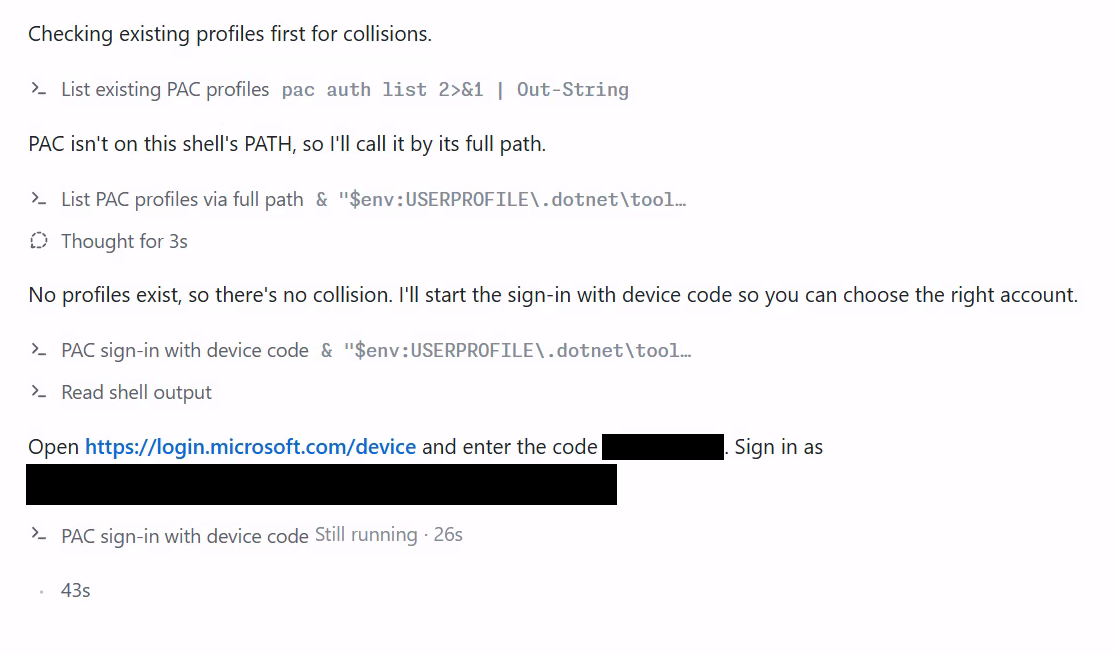 Checking existing profiles first for collisions.
List existing PAC profiles pac auth list 2>&1 | Out-String
PAC isn't on this shell's PATH, so I'll call it by its full path.
List PAC profiles via full path & "$env:USERPROFILE\.dotnet\tool…
Thought for 3s
No profiles exist, so there's no collision. I'll start the sign-in with device code so you can choose the right account.
PAC sign-in with device code & "$env:USERPROFILE\.dotnet\tool…
Read shell output
Open https://login.microsoft.com/device and enter the code . Sign in as
PAC sign-in with device code Still running · 26s
· 43s